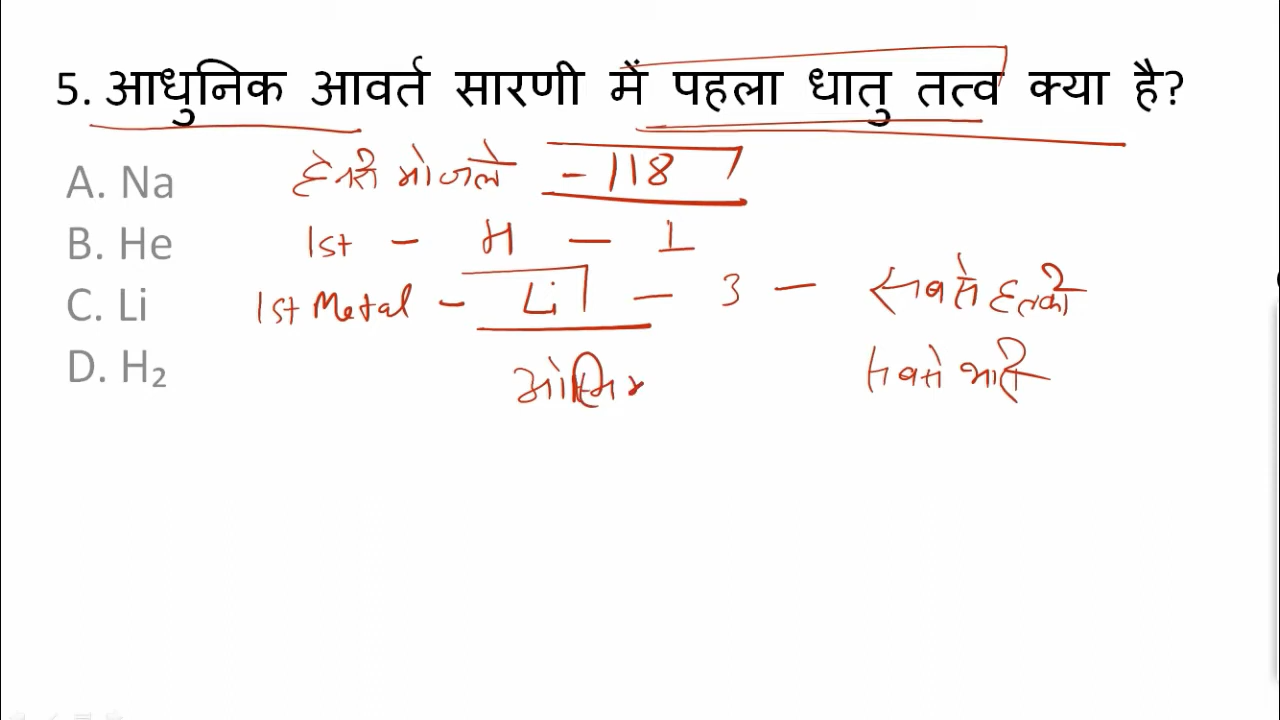 5. आधुनिक आवर्त सारणी में पहला धातु तत्व क्या है?
A. Na
B. He
C. Li
D. H₂
हेनरी मोजले - 118
1st - H - 1
1st Metal - Li - 3 - सबसे हल्की
सबसे भारी